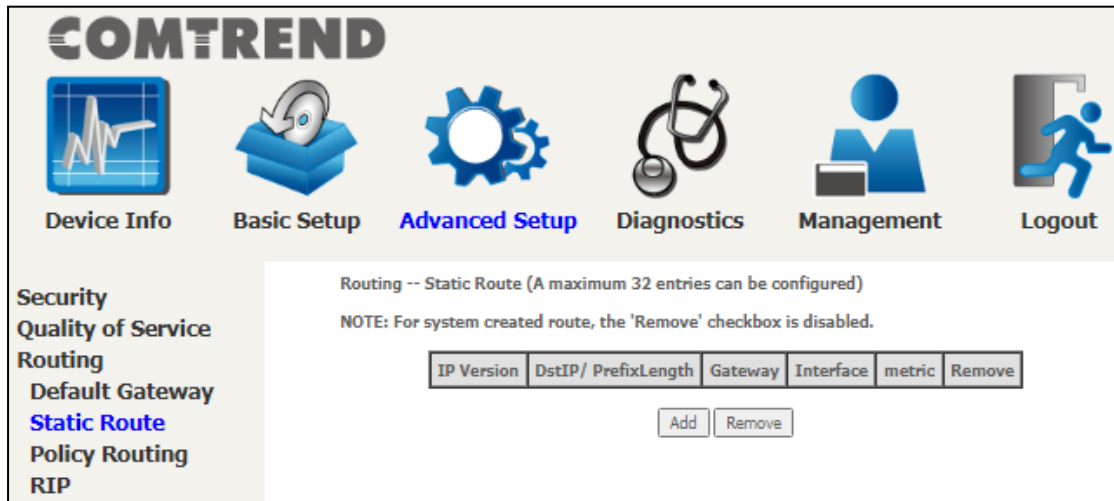 COMTREND
Device Info Basic Setup Advanced Setup Diagnostics Management Logout
Security
Quality of Service
Routing
Default Gateway
Static Route
Policy Routing
RIP
Routing -- Static Route (A maximum 32 entries can be configured)
NOTE: For system created route, the 'Remove' checkbox is disabled.
IP Version DstIP/ PrefixLength Gateway Interface metric Remove
Add Remove